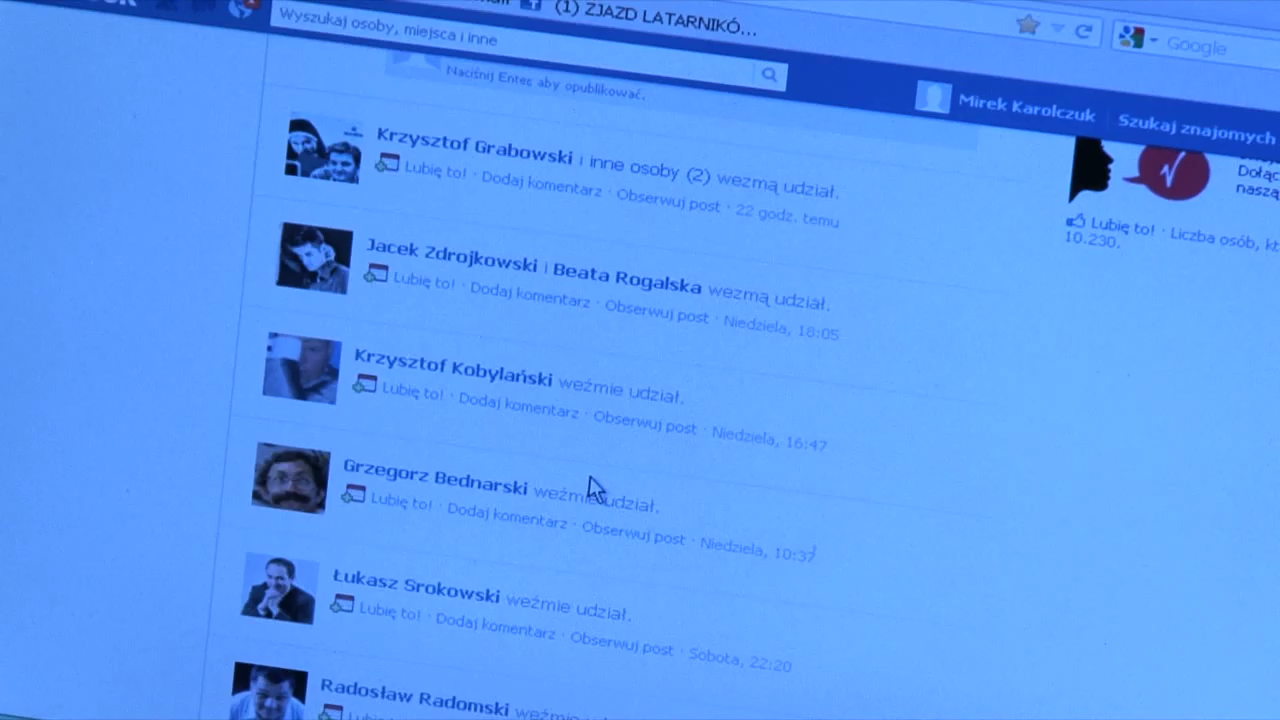 (1) ZJAZD LATARNIKÓ...
Google
Wyszukaj osoby, miejsca i inne
Naciśnij Enter, aby opublikować.
Mirek Karolczuk
Szukaj znajomych
Krzysztof Grabowski i inne osoby (2) wezmą udział.
Lubię to! · Dodaj komentarz · Obserwuj post · 22 godz. temu
Dołąc
naszą
Lubię to! · Liczba osób, kt
10.230.
Jacek Zdrojkowski i Beata Rogalska wezmą udział.
Lubię to! · Dodaj komentarz · Obserwuj post · Niedziela, 18:05
Krzysztof Kobylański weźmie udział.
Lubię to! · Dodaj komentarz · Obserwuj post · Niedziela, 16:47
Grzegorz Bednarski weźmie udział.
Lubię to! · Dodaj komentarz · Obserwuj post · Niedziela, 10:37
Łukasz Srokowski weźmie udział.
Lubię to! · Dodaj komentarz · Obserwuj post · Sobota, 22:20
Radosław Radomski weźmie udział.